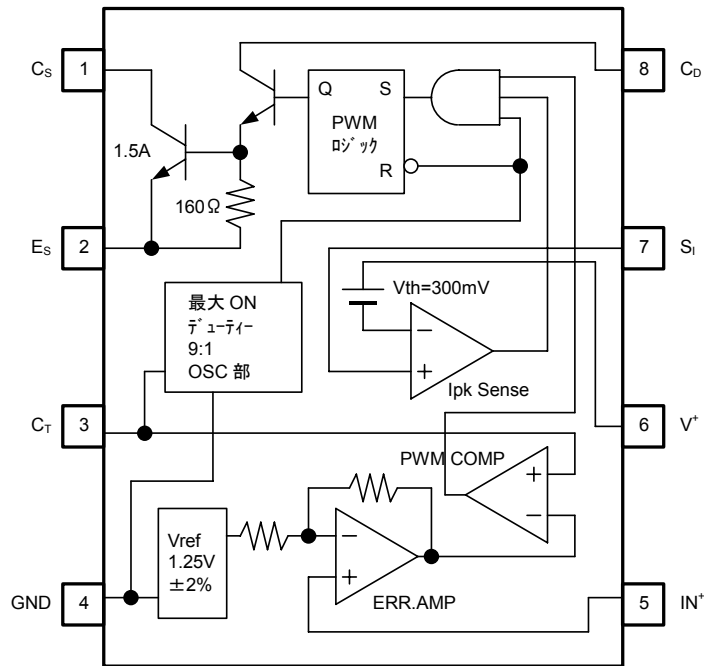 CS 1
8 CD
Q S
PWM
ロジック
R
1.5A
160Ω
ES 2
7 SI
Vth=300mV
最大 ON
デューティー
9:1
OSC 部
−
+
Ipk Sense
CT 3
6 V+
PWM COMP
+
−
Vref
1.25V
±2%
−
+
ERR.AMP
GND 4
5 IN+